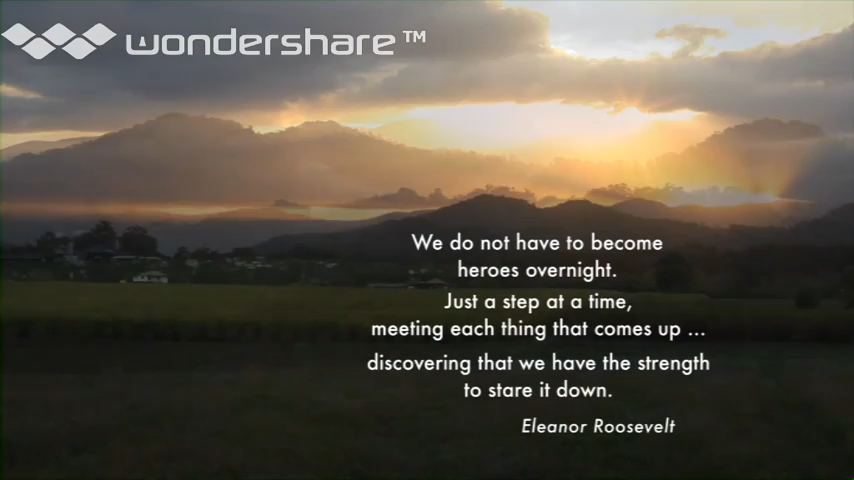 wondershare™
We do not have to become
heroes overnight.
Just a step at a time,
meeting each thing that comes up ...
discovering that we have the strength
to stare it down.
Eleanor Roosevelt